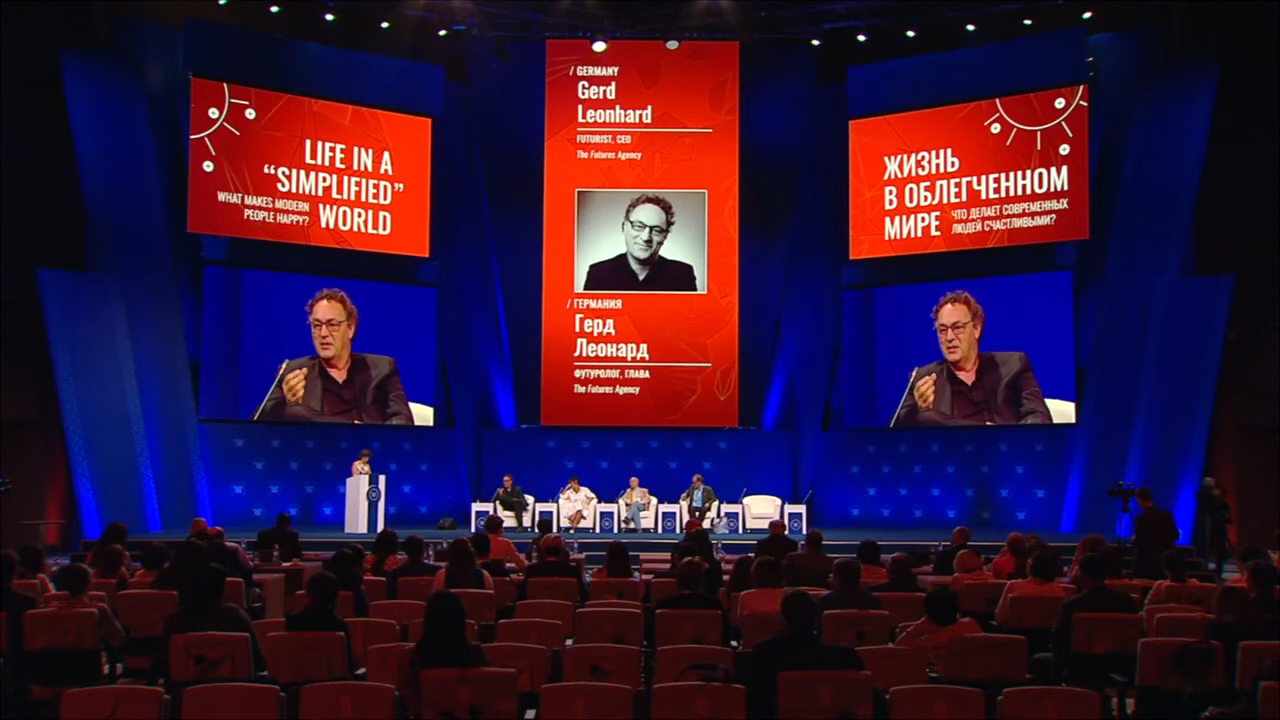 LIFE IN A
“SIMPLIFIED”
WHAT MAKES MODERN
PEOPLE HAPPY?
WORLD
/ GERMANY
Gerd
Leonhard
FUTURIST, CEO
The Futures Agency
/ ГЕРМАНИЯ
Герд
Леонард
ФУТУРОЛОГ, ГЛАВА
The Futures Agency
ЖИЗНЬ
В ОБЛЕГЧЕННОМ
МИРЕ
ЧТО ДЕЛАЕТ СОВРЕМЕННЫХ
ЛЮДЕЙ СЧАСТЛИВЫМИ?